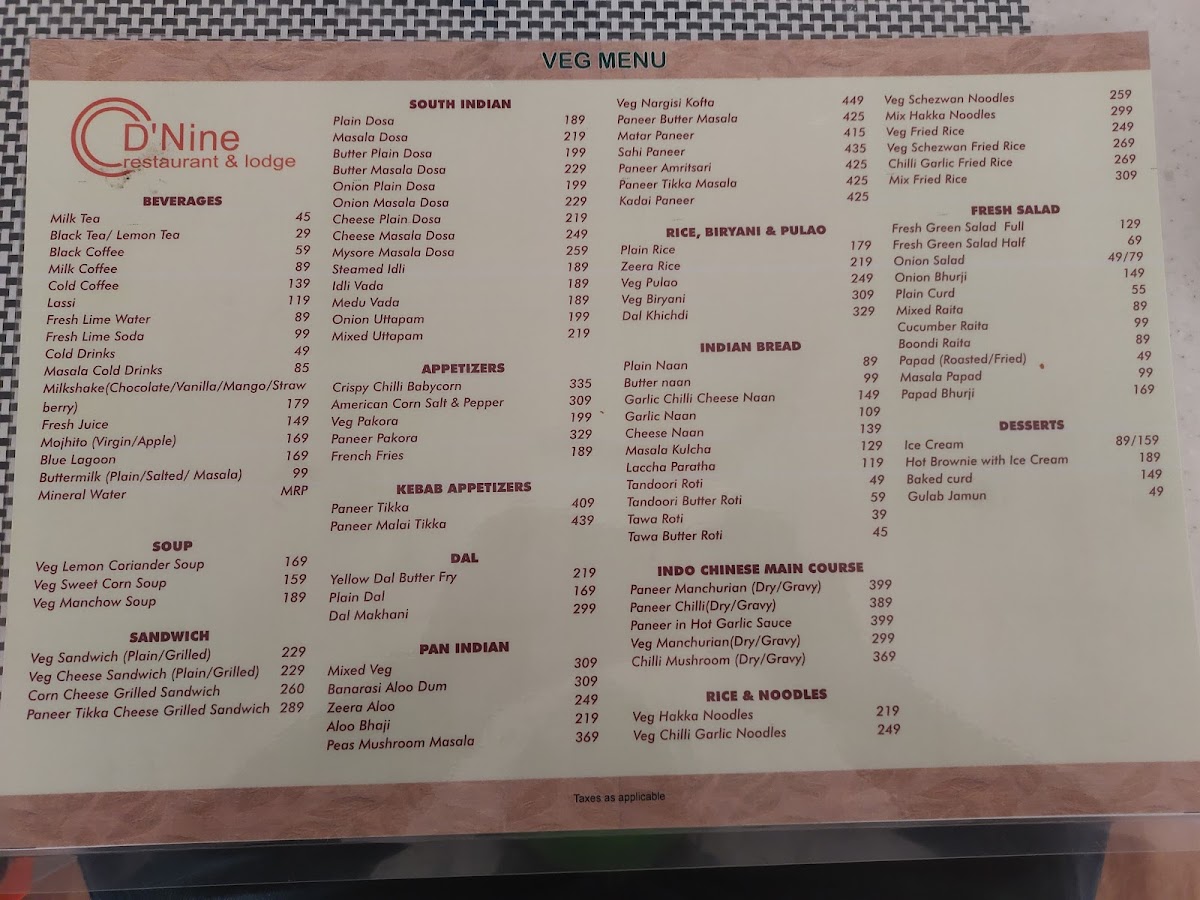 VEG MENU
D'Nine
restaurant & lodge
BEVERAGES
Milk Tea 45
Black Tea/ Lemon Tea 29
Black Coffee 59
Milk Coffee 89
Cold Coffee 139
Lassi 119
Fresh Lime Water 89
Fresh Lime Soda 99
Cold Drinks 49
Masala Cold Drinks 85
Milkshake(Chocolate/Vanilla/Mango/Straw
berry) 179
Fresh Juice 149
Mojhito (Virgin/Apple) 169
Blue Lagoon 169
Buttermilk (Plain/Salted/ Masala) 99
Mineral Water MRP
SOUP
Veg Lemon Coriander Soup 169
Veg Sweet Corn Soup 159
Veg Manchow Soup 189
SANDWICH
Veg Sandwich (Plain/Grilled) 229
Veg Cheese Sandwich (Plain/Grilled) 229
Corn Cheese Grilled Sandwich 260
Paneer Tikka Cheese Grilled Sandwich 289
SOUTH INDIAN
Plain Dosa 189
Masala Dosa 219
Butter Plain Dosa 199
Butter Masala Dosa 229
Onion Plain Dosa 199
Onion Masala Dosa 229
Cheese Plain Dosa 219
Cheese Masala Dosa 249
Mysore Masala Dosa 259
Steamed Idli 189
Idli Vada 189
Medu Vada 189
Onion Uttapam 199
Mixed Uttapam 219
APPETIZERS
Crispy Chilli Babycorn 335
American Corn Salt & Pepper 309
Veg Pakora 199
Paneer Pakora 329
French Fries 189
KEBAB APPETIZERS
Paneer Tikka 409
Paneer Malai Tikka 439
DAL
Yellow Dal Butter Fry 219
Plain Dal 169
Dal Makhani 299
PAN INDIAN
Mixed Veg 309
Banarasi Aloo Dum 309
Zeera Aloo 249
Aloo Bhaji 219
Peas Mushroom Masala 369
Veg Nargisi Kofta 449
Paneer Butter Masala 425
Matar Paneer 415
Sahi Paneer 435
Paneer Amritsari 425
Paneer Tikka Masala 425
Kadai Paneer 425
RICE, BIRYANI & PULAO
Plain Rice 179
Zeera Rice 219
Veg Pulao 249
Veg Biryani 309
Dal Khichdi 329
INDIAN BREAD
Plain Naan 89
Butter naan 99
Garlic Chilli Cheese Naan 149
Garlic Naan 109
Cheese Naan 139
Masala Kulcha 129
Laccha Paratha 119
Tandoori Roti 49
Tandoori Butter Roti 59
Tawa Roti 39
Tawa Butter Roti 45
INDO CHINESE MAIN COURSE
Paneer Manchurian (Dry/Gravy) 399
Paneer Chilli(Dry/Gravy) 389
Paneer in Hot Garlic Sauce 399
Veg Manchurian(Dry/Gravy) 299
Chilli Mushroom (Dry/Gravy) 369
RICE & NOODLES
Veg Hakka Noodles 219
Veg Chilli Garlic Noodles 249
Veg Schezwan Noodles 259
Mix Hakka Noodles 299
Veg Fried Rice 249
Veg Schezwan Fried Rice 269
Chilli Garlic Fried Rice 269
Mix Fried Rice 309
FRESH SALAD
Fresh Green Salad Full 129
Fresh Green Salad Half 69
Onion Salad 49/79
Onion Bhurji 149
Plain Curd 55
Mixed Raita 89
Cucumber Raita 99
Boondi Raita 89
Papad (Roasted/Fried) 49
Masala Papad 99
Papad Bhurji 169
DESSERTS
Ice Cream 89/159
Hot Brownie with Ice Cream 189
Baked curd 149
Gulab Jamun 49
Taxes as applicable